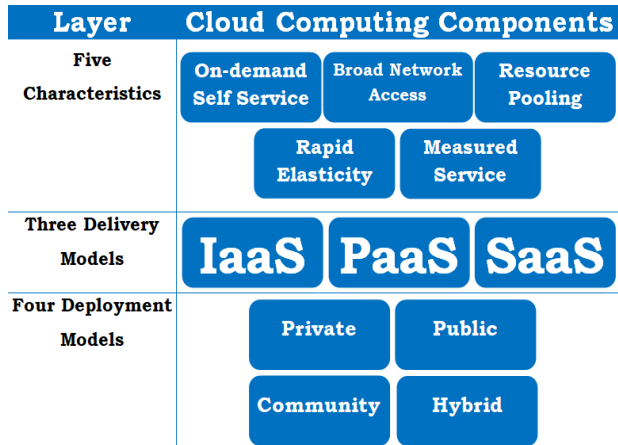 Layer
Cloud Computing Components
Five
Characteristics
On-demand
Self Service
Broad Network
Access
Resource
Pooling
Rapid
Elasticity
Measured
Service
Three Delivery
Models
IaaS
PaaS
SaaS
Four Deployment
Models
Private
Public
Community
Hybrid